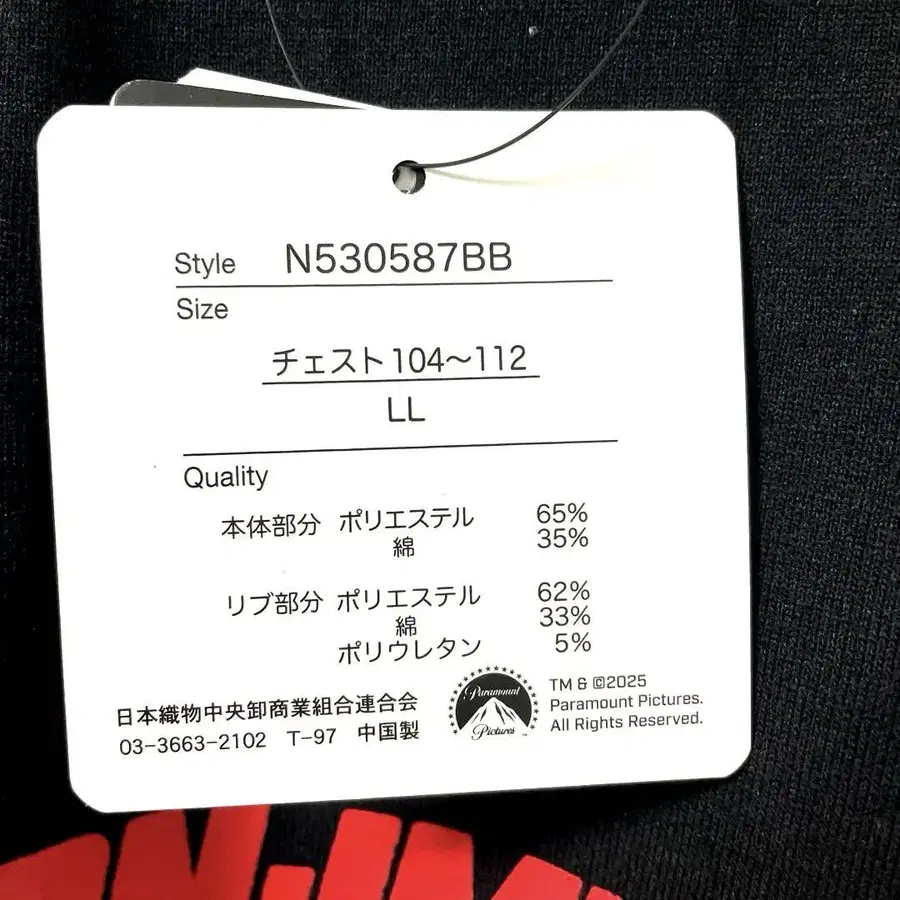 Style N530587BB
Size
チェスト104〜112
LL
Quality
本体部分 ポリエステル 65%
綿 35%
リブ部分 ポリエステル 62%
綿 33%
ポリウレタン 5%
日本織物中央卸商業組合連合会
03-3663-2102 T-97 中国製
Paramount
Pictures
TM & ©2025
Paramount Pictures.
All Rights Reserved.